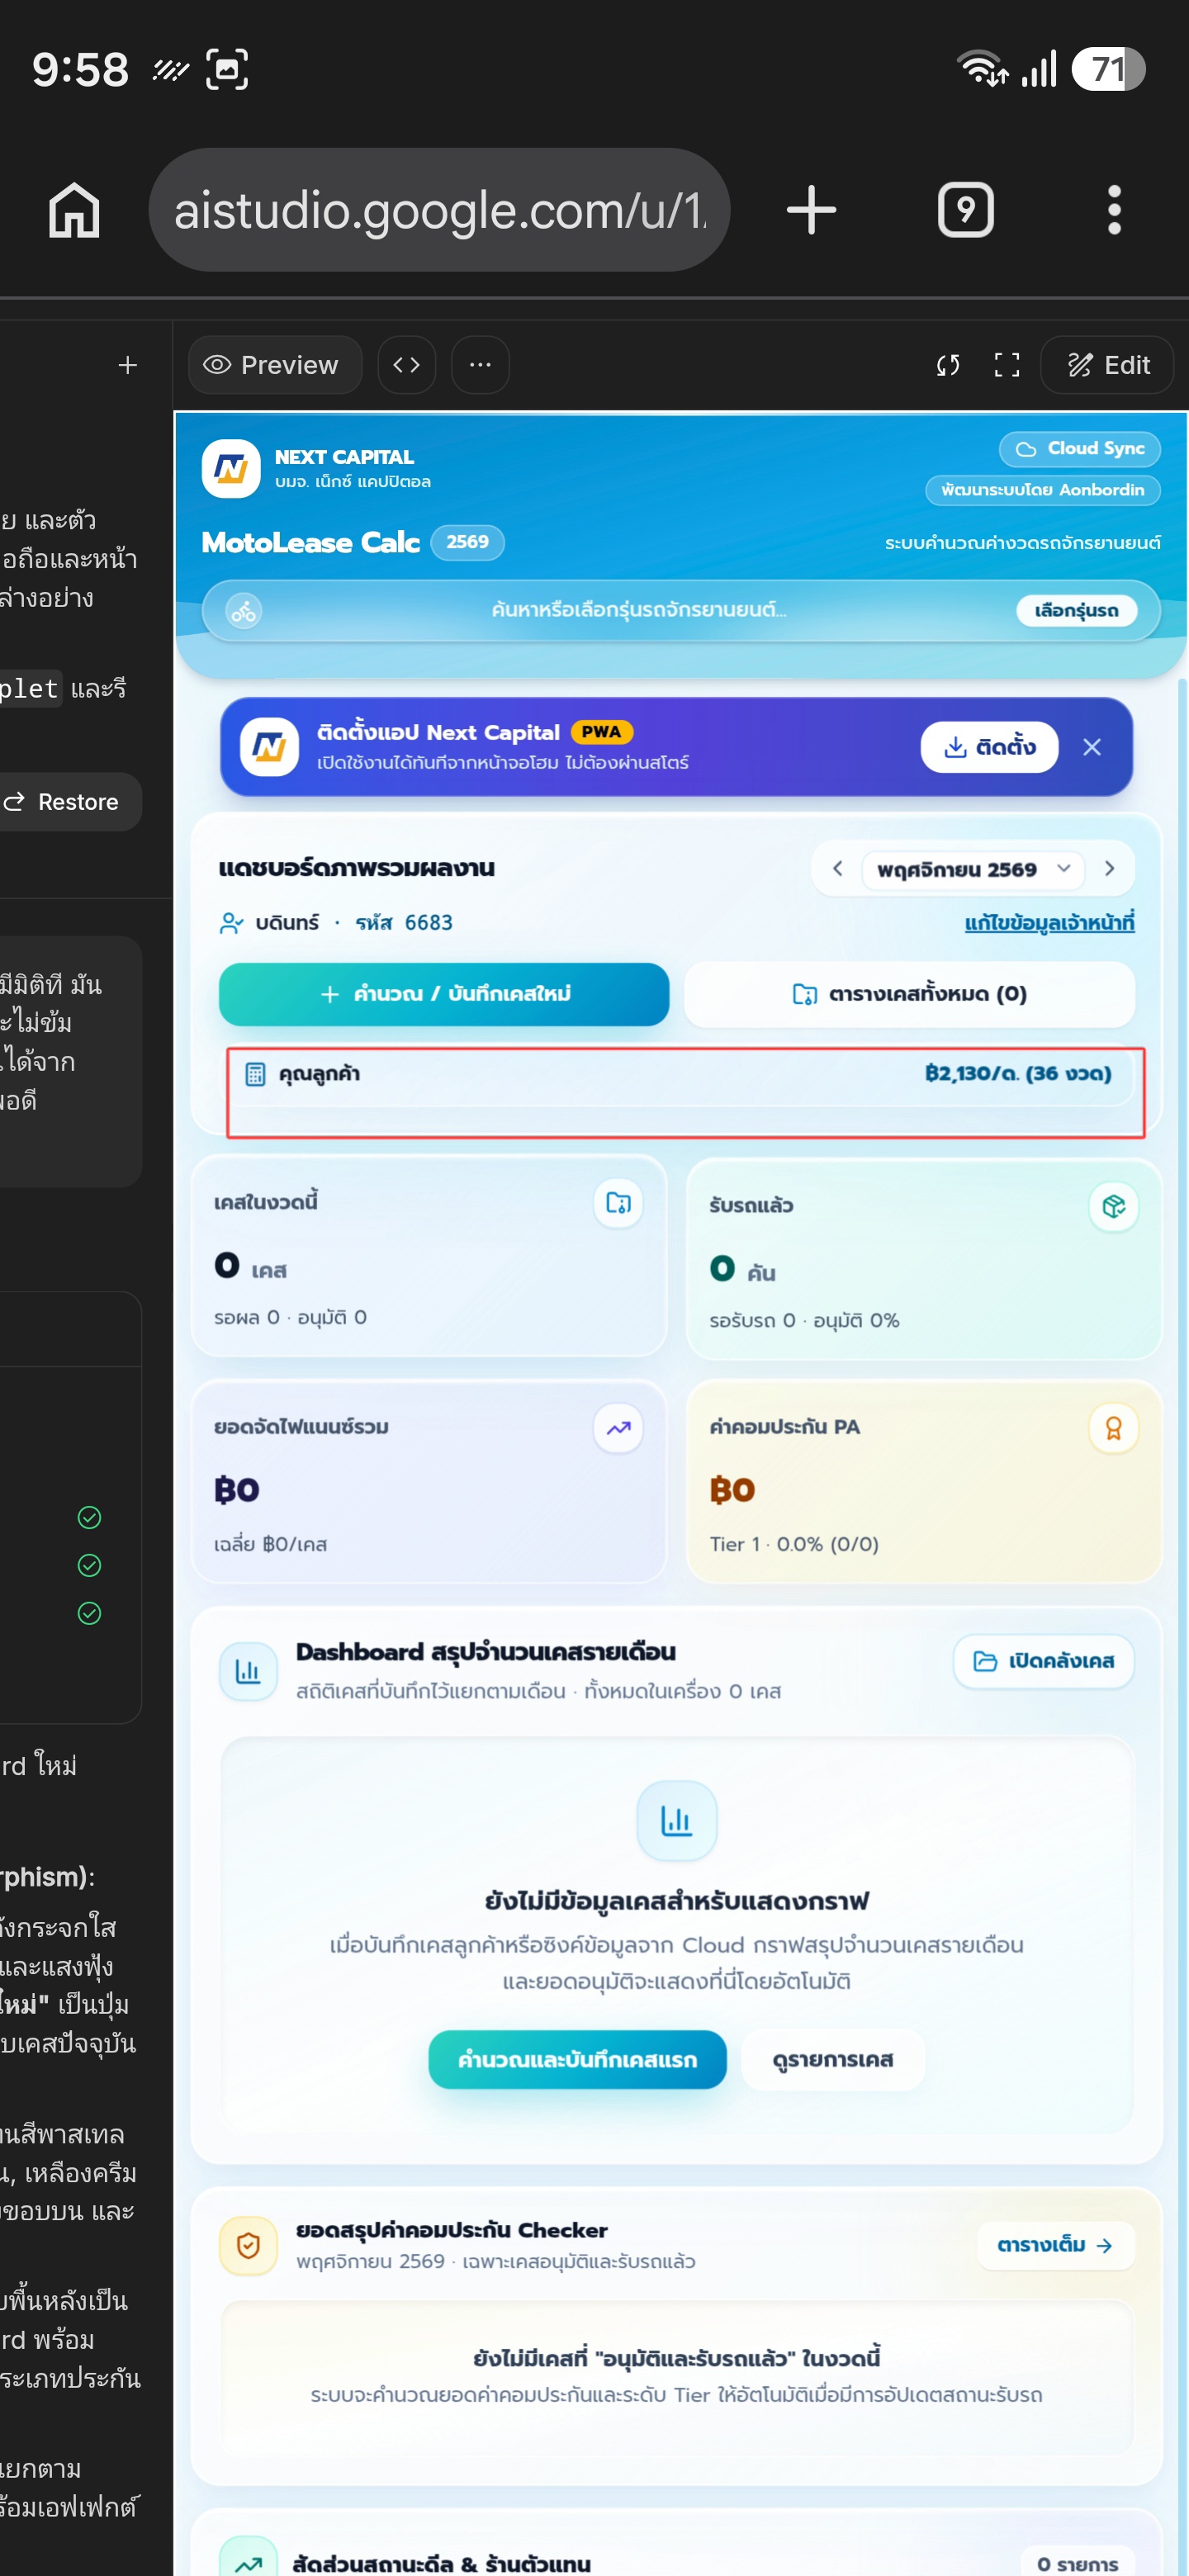 9:58
71
aistudio.google.com/u/1
9
Preview
Edit
ย และตัว
อถือและหน้า
ล่างอย่าง
plet และรี
Restore
มีมิติที มัน
ะไม่ข้ม
ได้จาก
พอดี
rd ใหม่
rphism):
ังกระจกใส
และแสงฟุ้ง
ใหม่" เป็นปุ่ม
บเคสปัจจุบัน
ทนสีพาสเทล
น, เหลืองครีม
ขอบบน และ
พื้นหลังเป็น
rd พร้อม
ระเภทประกัน
แยกตาม
ร้อมเอฟเฟกต์
NEXT CAPITAL
บมจ. เน็กซ์ แคปปิตอล
Cloud Sync
พัฒนาระบบโดย Aonbordin
MotoLease Calc 2569
ระบบคำนวณค่างวดรถจักรยานยนต์
ค้นหาหรือเลือกรุ่นรถจักรยานยนต์...
เลือกรุ่นรถ
ติดตั้งแอป Next Capital PWA
เปิดใช้งานได้ทันทีจากหน้าจอโฮม ไม่ต้องผ่านสโตร์
ติดตั้ง
แดชบอร์ดภาพรวมผลงาน
พฤศจิกายน 2569
บดินทร์ · รหัส 6683
แก้ไขข้อมูลเจ้าหน้าที่
คำนวณ / บันทึกเคสใหม่
ตารางเคสทั้งหมด (0)
คุณลูกค้า
฿2,130/ด. (36 งวด)
เคสในงวดนี้
0 เคส
รอผล 0 · อนุมัติ 0
รับรถแล้ว
0 คัน
รอรับรถ 0 · อนุมัติ 0%
ยอดจัดไฟแนนซ์รวม
฿0
เฉลี่ย ฿0/เคส
ค่าคอมประกัน PA
฿0
Tier 1 · 0.0% (0/0)
Dashboard สรุปจำนวนเคสรายเดือน
สถิติเคสที่บันทึกไว้แยกตามเดือน · ทั้งหมดในเครื่อง 0 เคส
เปิดคลังเคส
ยังไม่มีข้อมูลเคสสำหรับแสดงกราฟ
เมื่อบันทึกเคสลูกค้าหรือซิงค์ข้อมูลจาก Cloud กราฟสรุปจำนวนเคสรายเดือน
และยอดอนุมัติจะแสดงที่นี่โดยอัตโนมัติ
คำนวณและบันทึกเคสแรก
ดูรายการเคส
ยอดสรุปค่าคอมประกัน Checker
พฤศจิกายน 2569 · เฉพาะเคสอนุมัติและรับรถแล้ว
ตารางเต็ม
ยังไม่มีเคสที่ "อนุมัติและรับรถแล้ว" ในงวดนี้
ระบบจะคำนวณยอดค่าคอมประกันและระดับ Tier ให้อัตโนมัติเมื่อมีการอัปเดตสถานะรับรถ
สัดส่วนสถานะดีล & ร้านตัวแทน
0 รายการ